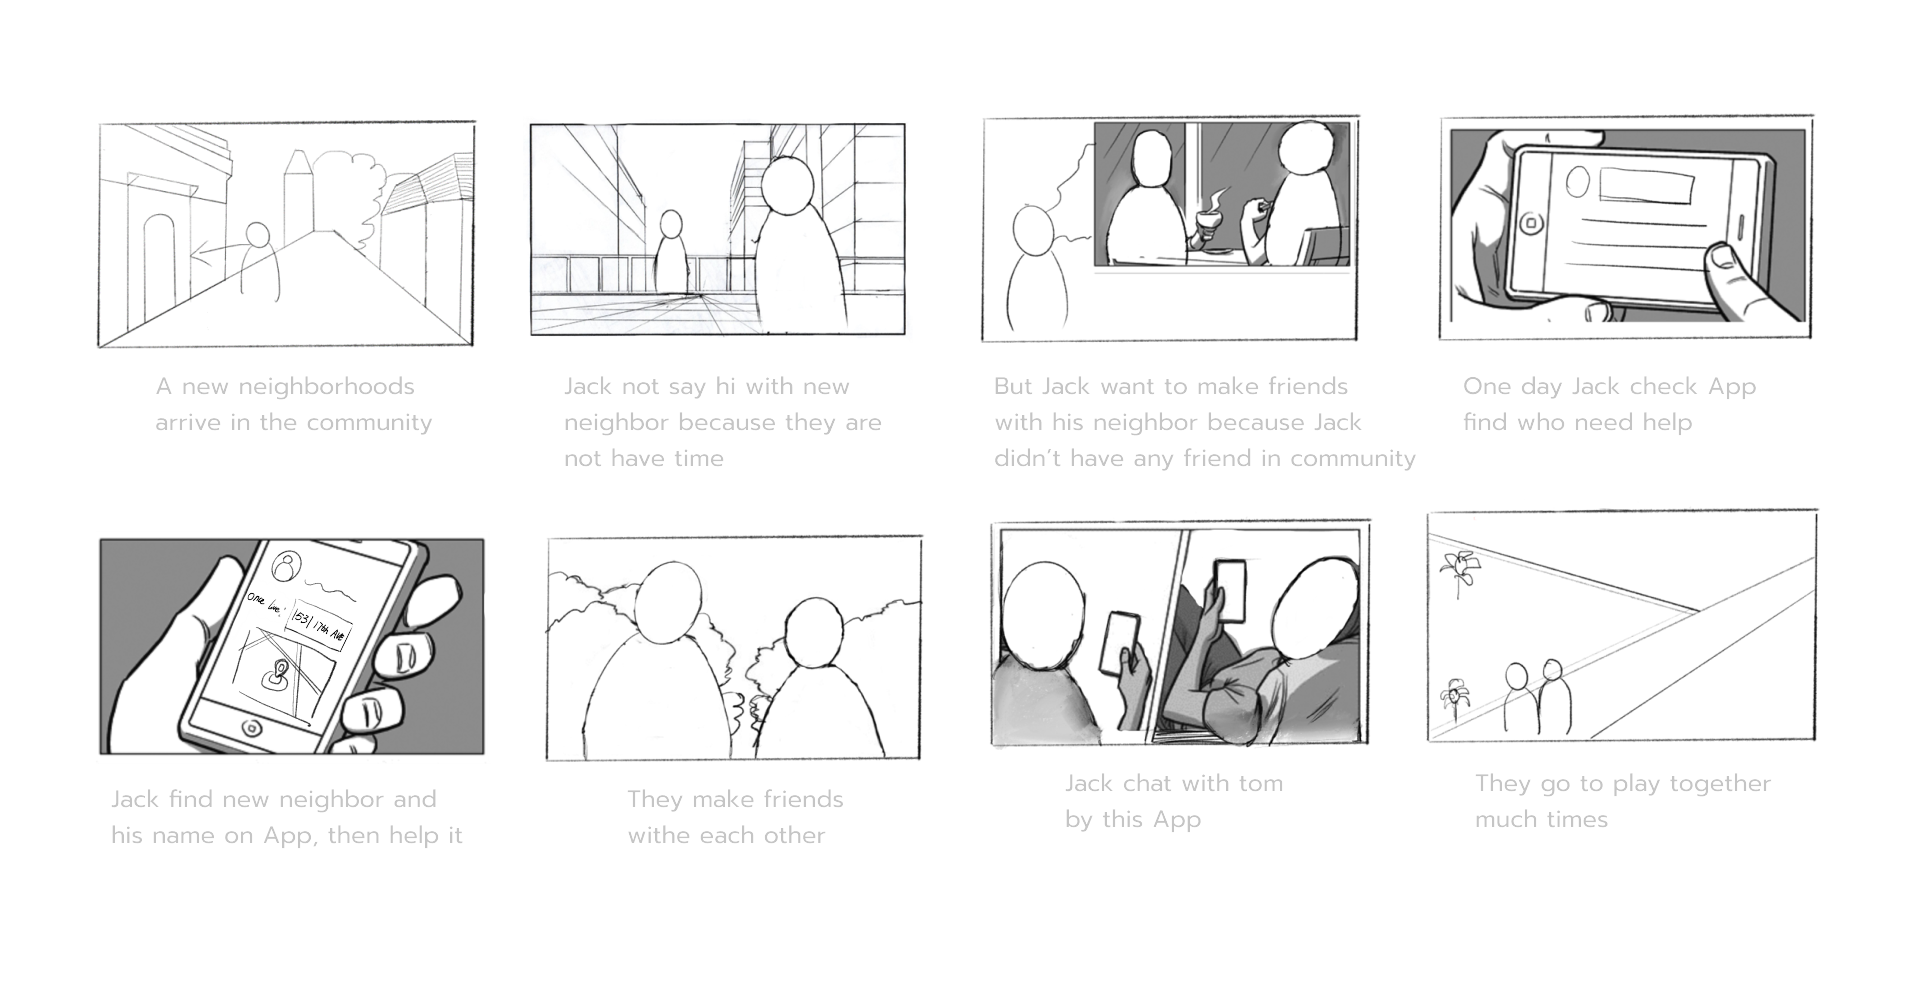 A new neighborhoods
arrive in the community
Jack not say hi with new
neighbor because they are
not have time
But Jack want to make friends
with his neighbor because Jack
didn't have any friend in community
One day Jack check App
find who need help
1531 17th Ave
Jack find new neighbor and
his name on App, then help it
They make friends
withe each other
Jack chat with tom
by this App
They go to play together
much times